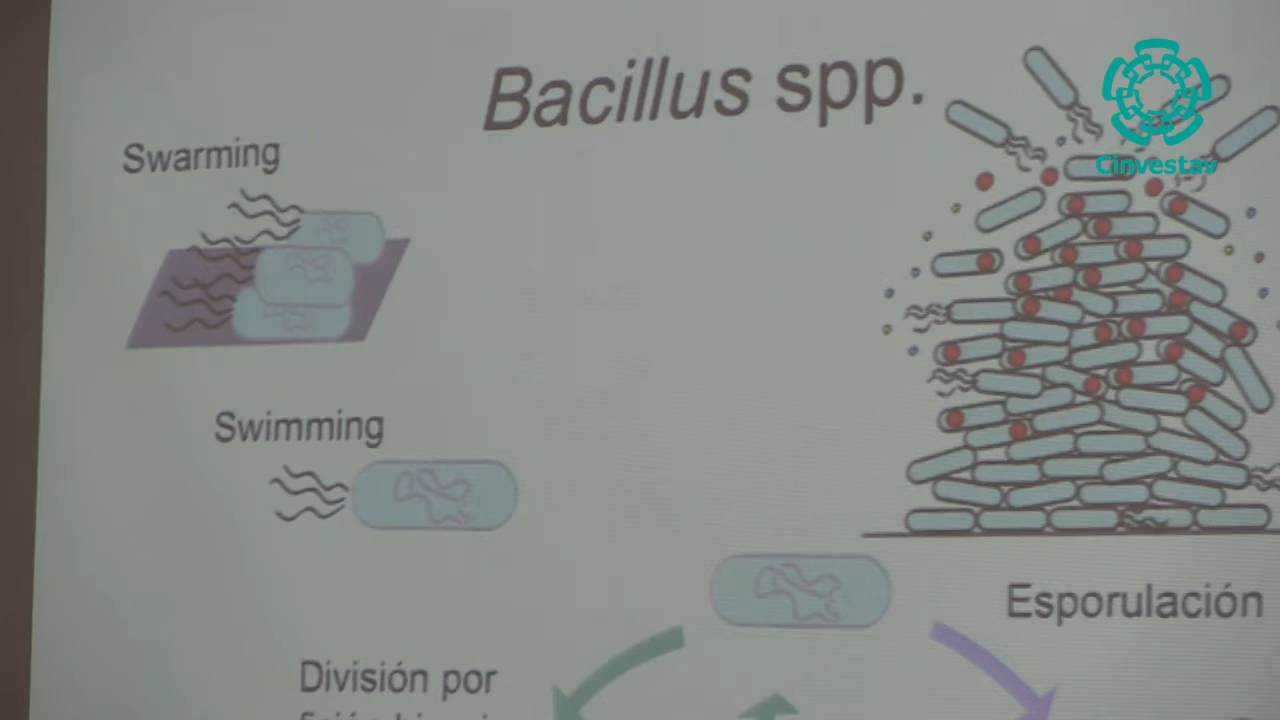 Bacillus spp.
Cinvestav
Swarming
Swimming
Esporulación
División por